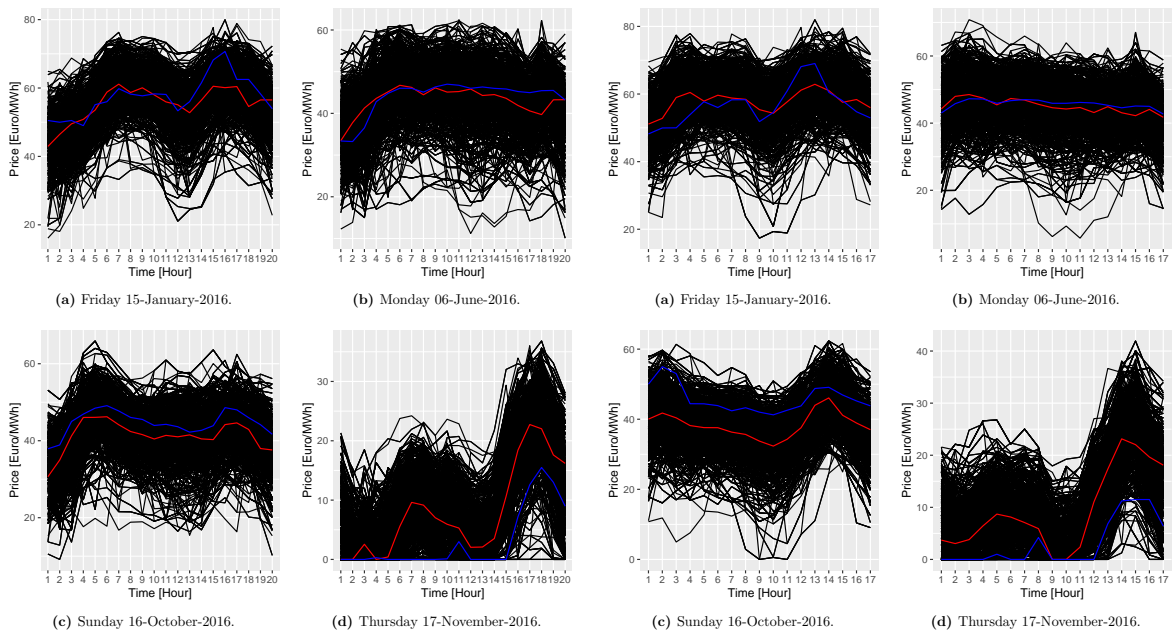 80
60
40
20
Price [Euro/MWh]
1 2 3 4 5 6 7 8 9 10 11 12 13 14 15 16 17 18 19 20
Time [Hour]
(a) Friday 15-January-2016.
60
40
20
Price [Euro/MWh]
1 2 3 4 5 6 7 8 9 10 11 12 13 14 15 16 17 18 19 20
Time [Hour]
(b) Monday 06-June-2016.
80
60
40
20
Price [Euro/MWh]
1 2 3 4 5 6 7 8 9 10 11 12 13 14 15 16 17
Time [Hour]
(a) Friday 15-January-2016.
60
40
20
Price [Euro/MWh]
1 2 3 4 5 6 7 8 9 10 11 12 13 14 15 16 17
Time [Hour]
(b) Monday 06-June-2016.
60
40
20
Price [Euro/MWh]
1 2 3 4 5 6 7 8 9 10 11 12 13 14 15 16 17 18 19 20
Time [Hour]
(c) Sunday 16-October-2016.
30
20
10
0
Price [Euro/MWh]
1 2 3 4 5 6 7 8 9 10 11 12 13 14 15 16 17 18 19 20
Time [Hour]
(d) Thursday 17-November-2016.
60
40
20
0
Price [Euro/MWh]
1 2 3 4 5 6 7 8 9 10 11 12 13 14 15 16 17
Time [Hour]
(c) Sunday 16-October-2016.
40
30
20
10
0
Price [Euro/MWh]
1 2 3 4 5 6 7 8 9 10 11 12 13 14 15 16 17
Time [Hour]
(d) Thursday 17-November-2016.